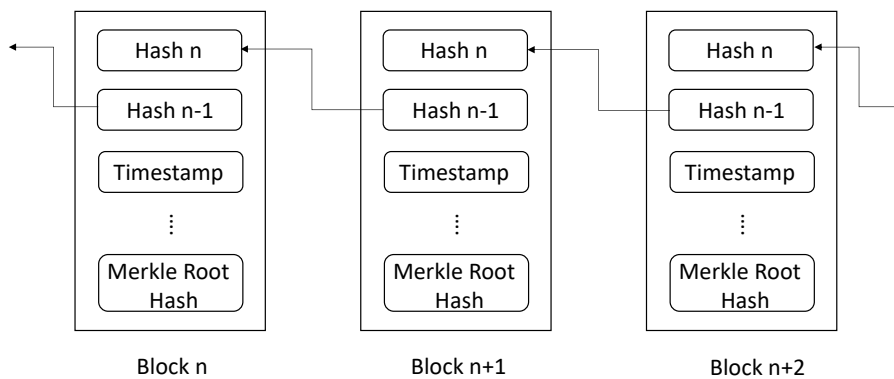 Hash n
Hash n-1
Timestamp
Merkle Root
Hash
Block n
Hash n
Hash n-1
Timestamp
Merkle Root
Hash
Block n+1
Hash n
Hash n-1
Timestamp
Merkle Root
Hash
Block n+2